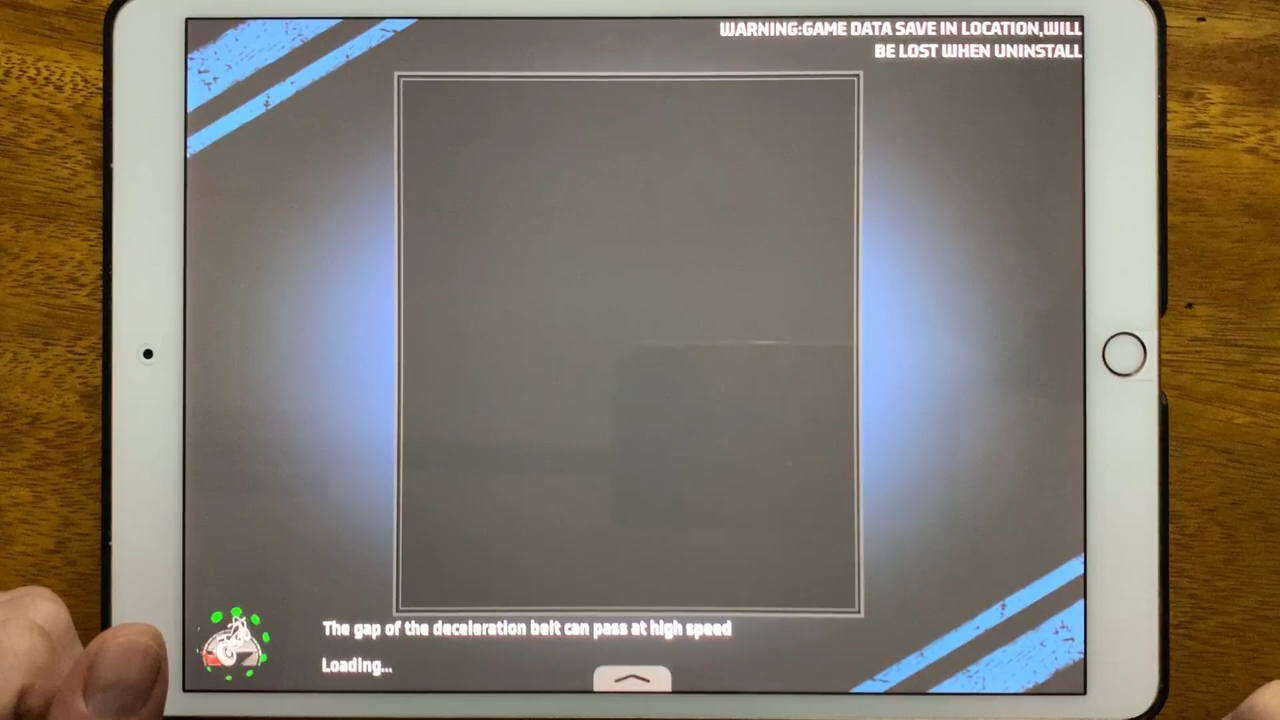 WARNING:GAME DATA SAVE IN LOCATION,WILL
BE LOST WHEN UNINSTALL
The gap of the deceleration belt can pass at high speed
Loading...